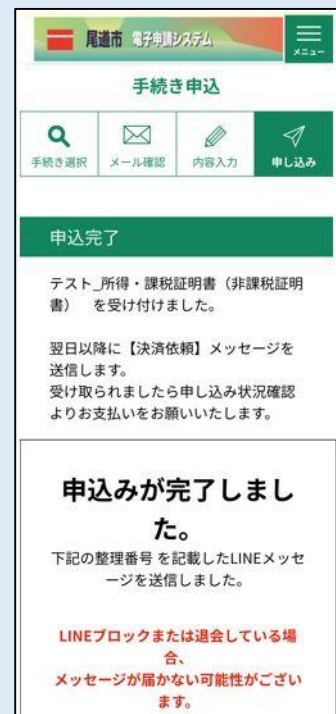 尾道市 電子申請システム
メニュー
手続き申込
手続き選択 メール確認 内容入力 申し込み
申込完了
テスト_所得・課税証明書（非課税証明
書） を受け付けました。
翌日以降に【決済依頼】メッセージを
送信します。
受け取られましたら申し込み状況確認
よりお支払いをお願いいたします。
申込みが完了しまし
た。
下記の整理番号 を記載したLINEメッセ
ージを送信しました。
LINEブロックまたは退会している場
合、
メッセージが届かない可能性がござい
ます。